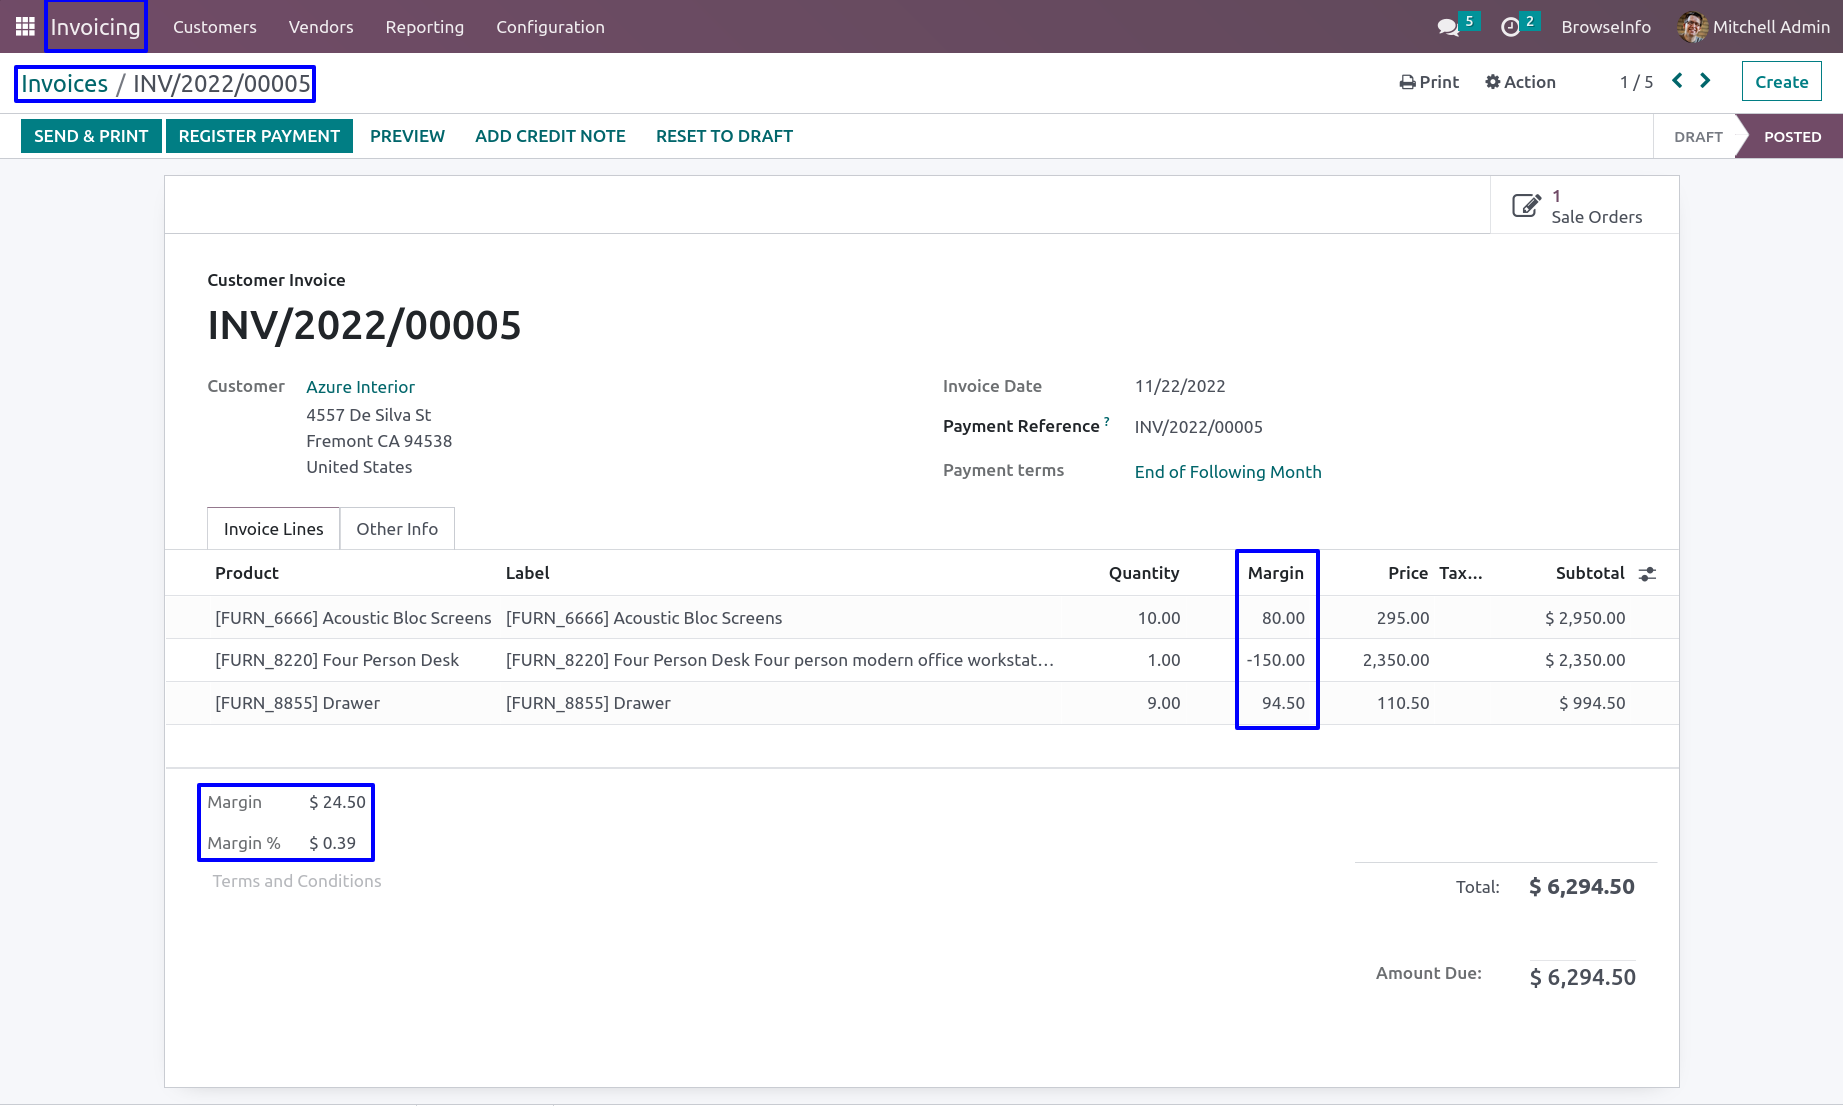 Invoicing Customers Vendors Reporting Configuration 5 2 BrowseInfo Mitchell Admin
Invoices / INV/2022/00005 Print Action 1 / 5 Create
SEND & PRINT REGISTER PAYMENT PREVIEW ADD CREDIT NOTE RESET TO DRAFT DRAFT POSTED
1
Sale Orders
Customer Invoice
INV/2022/00005
Customer Azure Interior Invoice Date 11/22/2022
4557 De Silva St
Fremont CA 94538 Payment Reference ? INV/2022/00005
United States Payment terms End of Following Month
Invoice Lines Other Info
Product Label Quantity Margin Price Tax... Subtotal
[FURN_6666] Acoustic Bloc Screens [FURN_6666] Acoustic Bloc Screens 10.00 80.00 295.00 $ 2,950.00
[FURN_8220] Four Person Desk [FURN_8220] Four Person Desk Four person modern office workstat... 1.00 -150.00 2,350.00 $ 2,350.00
[FURN_8855] Drawer [FURN_8855] Drawer 9.00 94.50 110.50 $ 994.50
Margin $ 24.50
Margin % $ 0.39
Terms and Conditions
Total: $ 6,294.50
Amount Due: $ 6,294.50